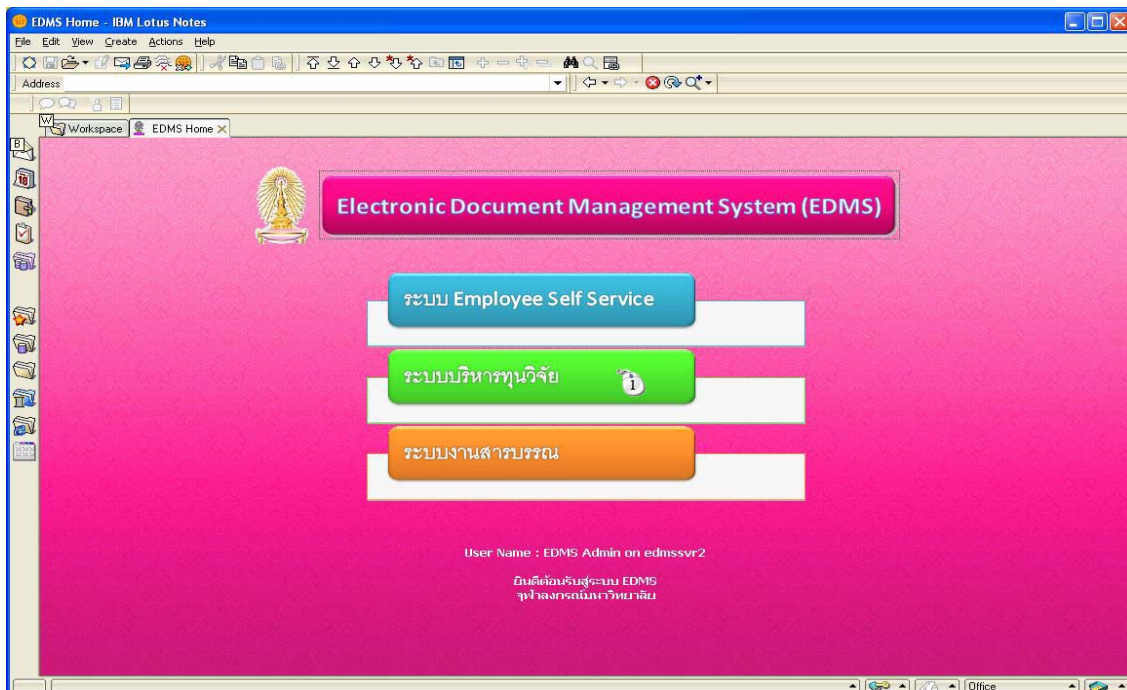 EDMS Home - IBM Lotus Notes
File Edit View Create Actions Help
Address
W
Workspace EDMS Home
B
18
Electronic Document Management System (EDMS)
ระบบ Employee Self Service
ระบบบริหารทุนวิจัย
1
ระบบงานสารบรรณ
User Name : EDMS Admin on edmssvr2
ยินดีต้อนรับสู่ระบบ EDMS
จุฬาลงกรณ์มหาวิทยาลัย
Office